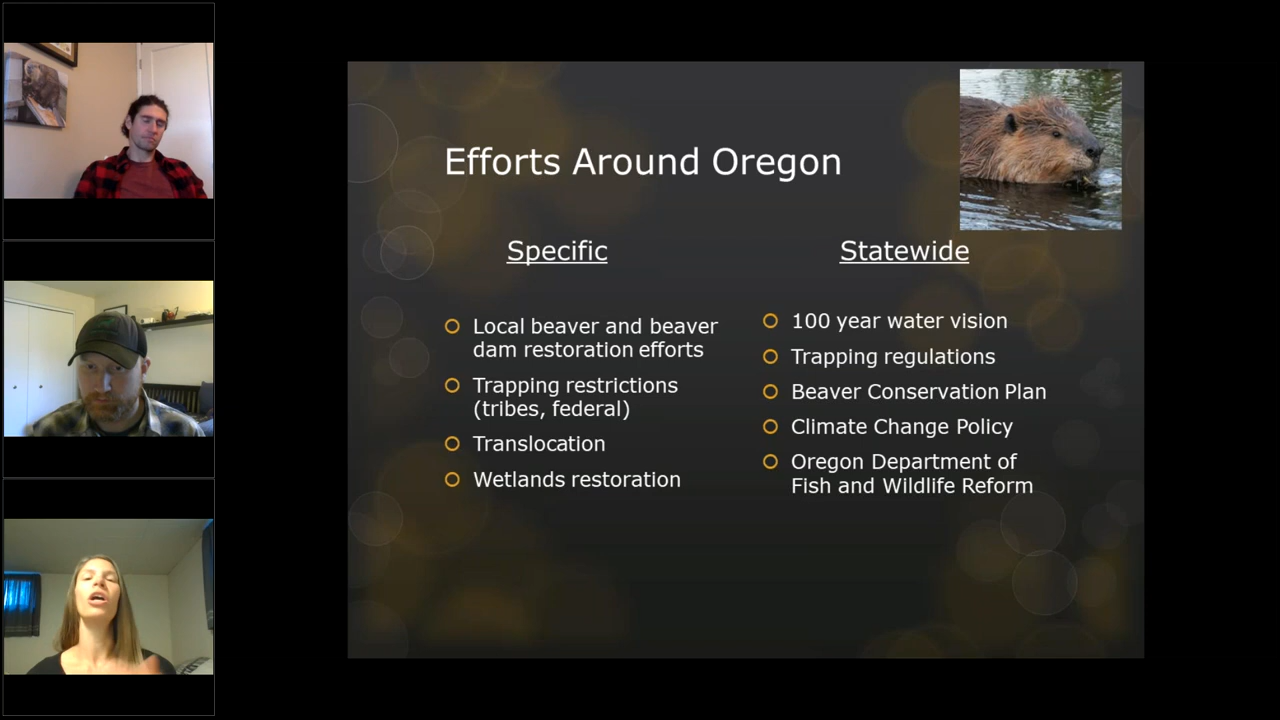 Efforts Around Oregon
Specific
Local beaver and beaver
dam restoration efforts
Trapping restrictions
(tribes, federal)
Translocation
Wetlands restoration
Statewide
100 year water vision
Trapping regulations
Beaver Conservation Plan
Climate Change Policy
Oregon Department of
Fish and Wildlife Reform